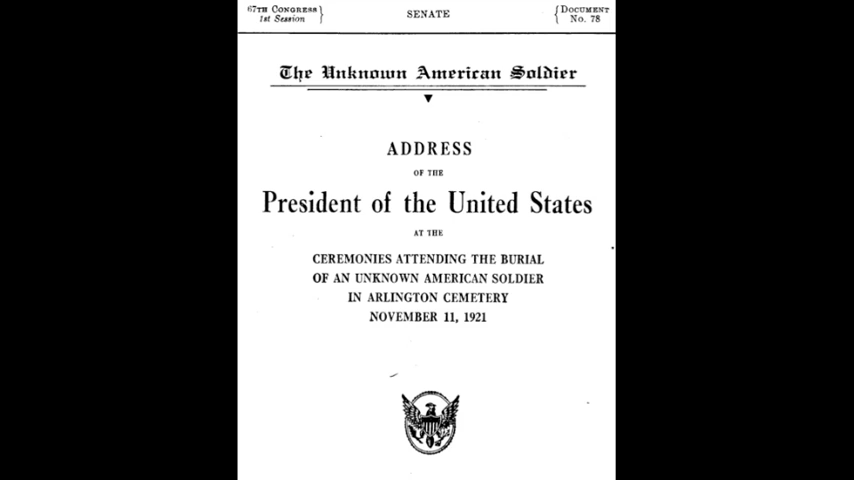 67TH CONGRESS
1st Session
SENATE
DOCUMENT
No. 78
The Unknown American Soldier
ADDRESS
OF THE
President of the United States
AT THE
CEREMONIES ATTENDING THE BURIAL
OF AN UNKNOWN AMERICAN SOLDIER
IN ARLINGTON CEMETERY
NOVEMBER 11, 1921